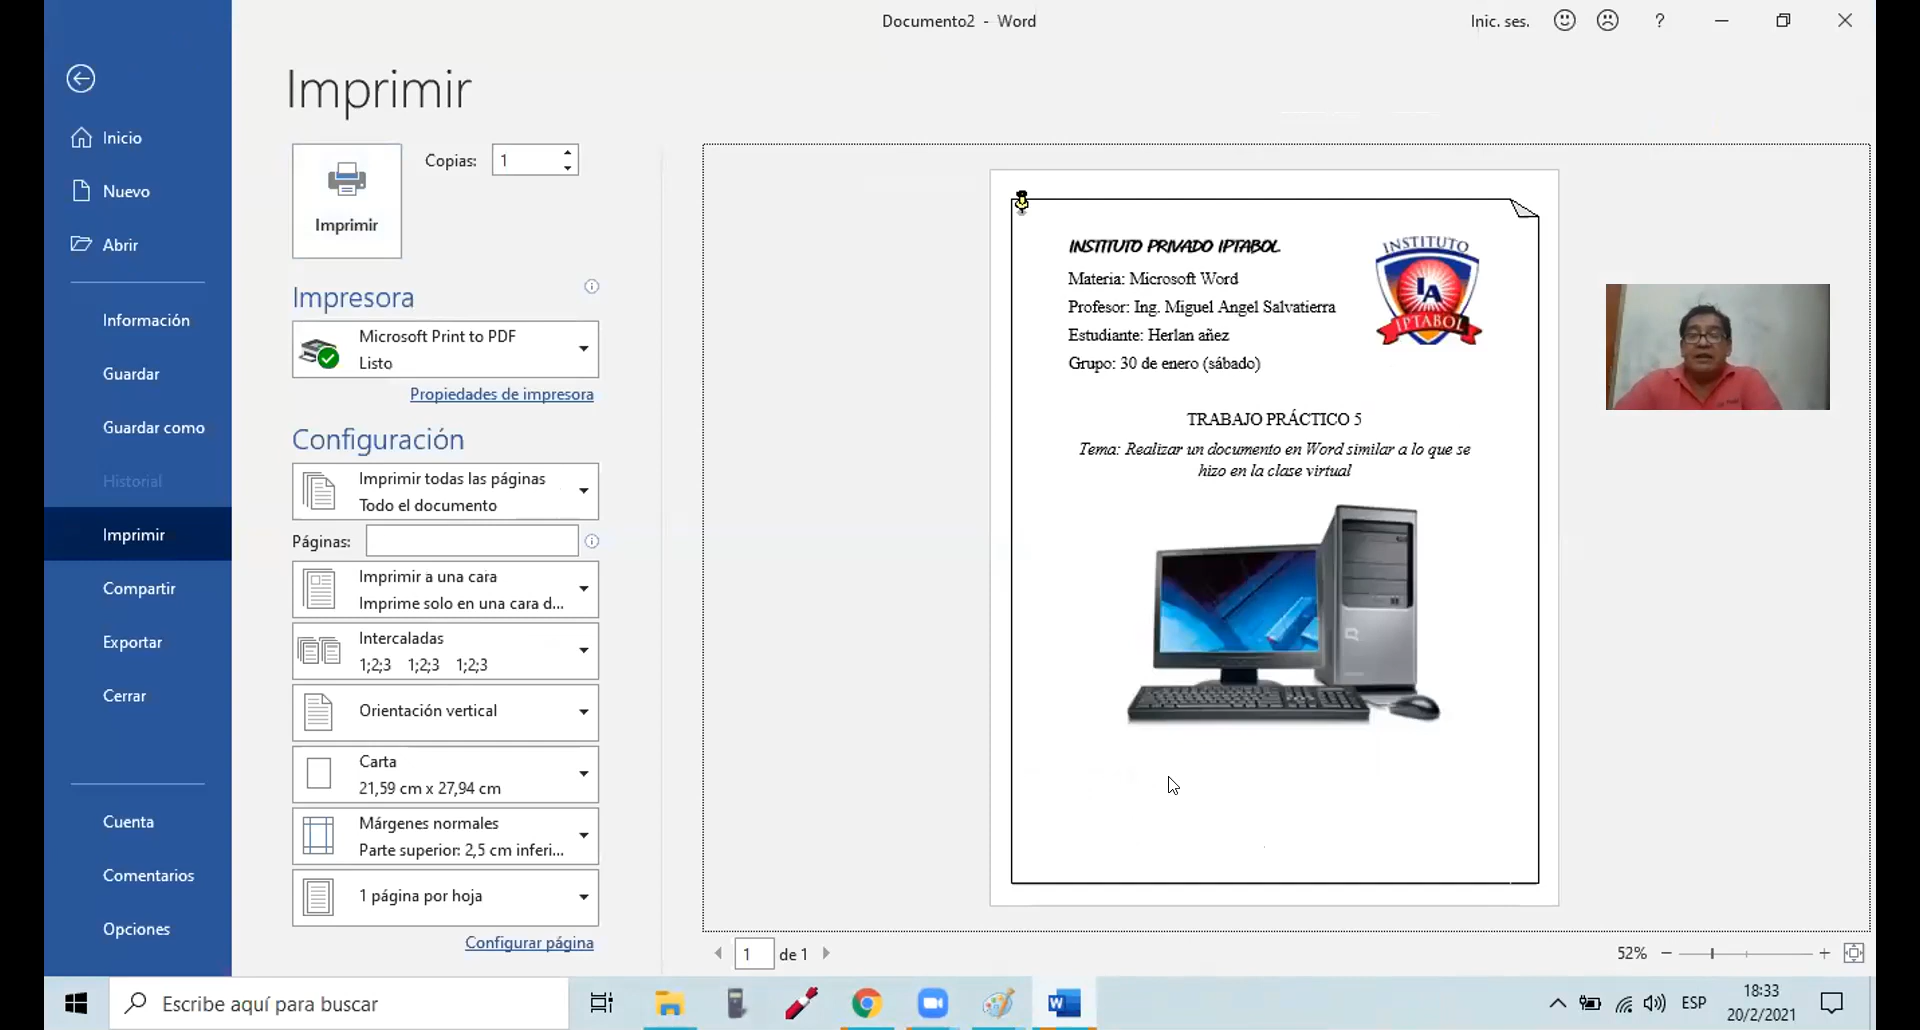 Documento2 - Word
Inic. ses.
?
Imprimir
Inicio
Nuevo
Abrir
Información
Guardar
Guardar como
Historial
Imprimir
Compartir
Exportar
Cerrar
Cuenta
Comentarios
Opciones
Imprimir
Copias: 1
Impresora
Microsoft Print to PDF
Listo
Propiedades de impresora
Configuración
Imprimir todas las páginas
Todo el documento
Páginas:
Imprimir a una cara
Imprime solo en una cara d...
Intercaladas
1;2;3 1;2;3 1;2;3
Orientación vertical
Carta
21,59 cm x 27,94 cm
Márgenes normales
Parte superior: 2,5 cm inferi...
1 página por hoja
Configurar página
INSTITUTO PRIVADO IPTABOL
Materia: Microsoft Word
Profesor: Ing. Miguel Angel Salvatierra
Estudiante: Herlan añez
Grupo: 30 de enero (sábado)
INSTITUTO
IA
IPTABOL
TRABAJO PRÁCTICO 5
Tema: Realizar un documento en Word similar a lo que se
hizo en la clase virtual
1 de 1
52%
Escribe aquí para buscar
ESP
18:33
20/2/2021